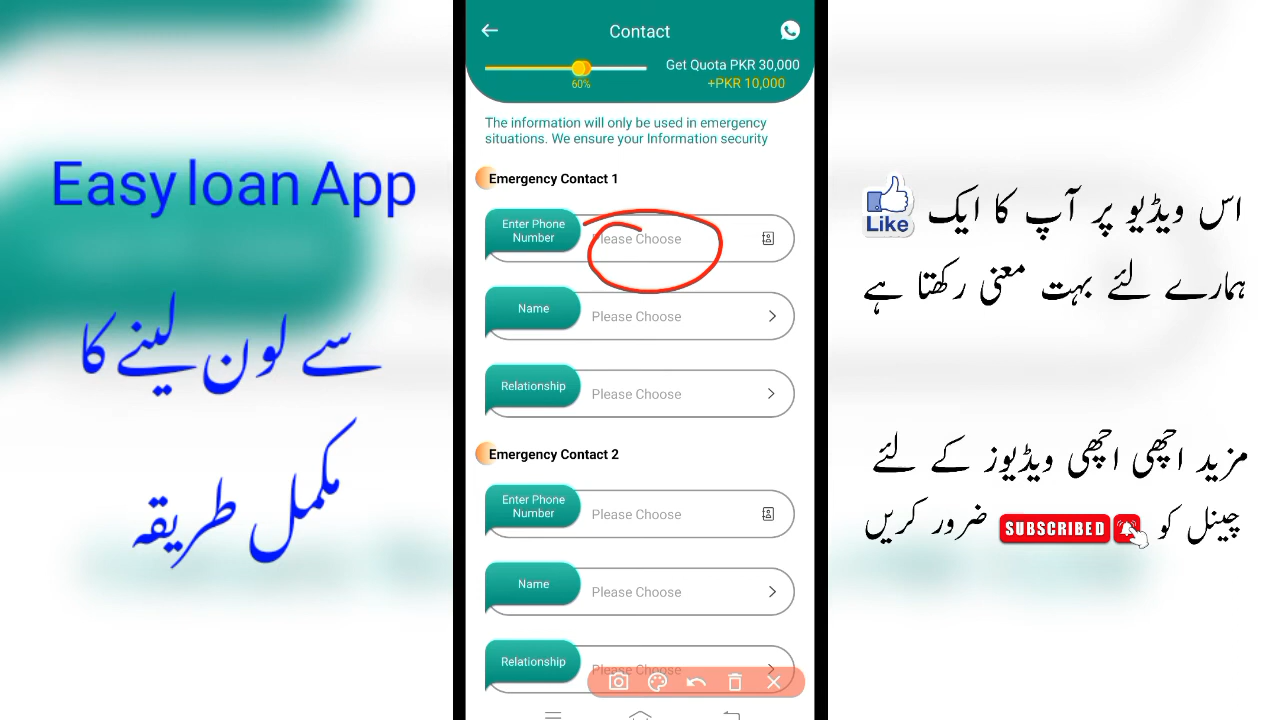 Easy loan App
سے لون لینے کا
مکمل طریقہ
Contact
Get Quota PKR 30,000
60%
+PKR 10,000
The information will only be used in emergency
situations. We ensure your Information security
Emergency Contact 1
Enter Phone
Number
Please Choose
Name
Please Choose
Relationship
Please Choose
Emergency Contact 2
Enter Phone
Number
Please Choose
Name
Please Choose
Relationship
Please Choose
اس ویڈیو پر آپ کا ایک Like
ہمارے لئے بہت معنی رکھتا ہے
مزید اچھی اچھی ویڈیوز کے لئے
چینل کو SUBSCRIBED ضرور کریں